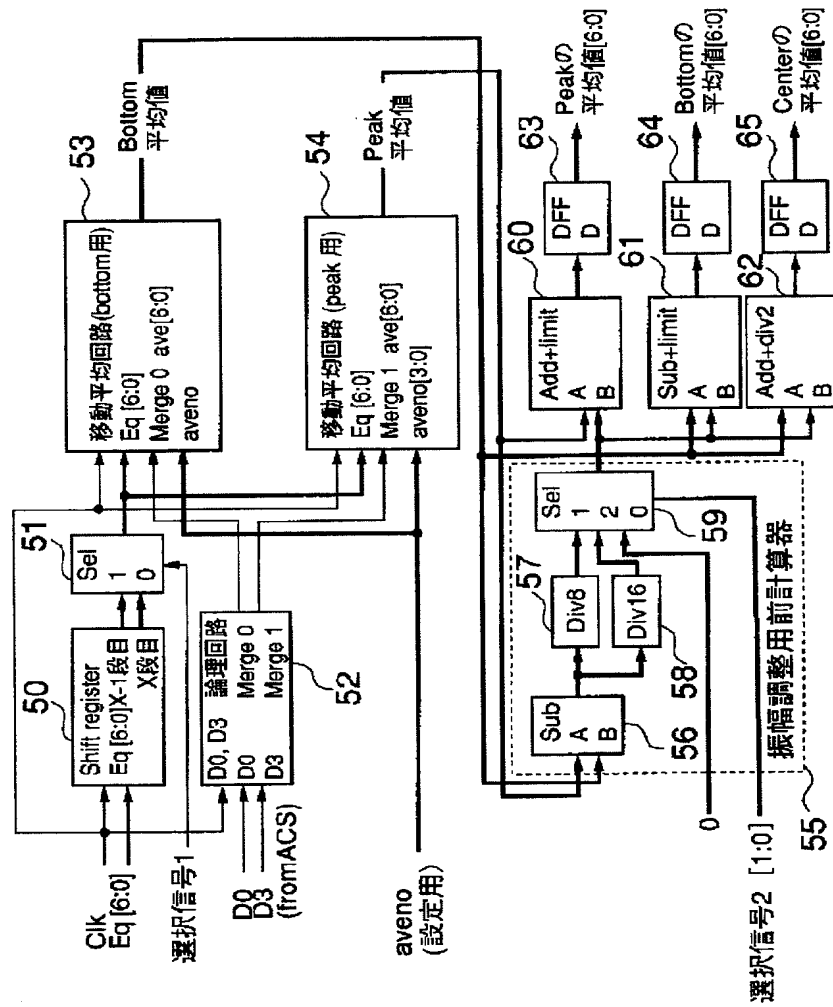 Clk
Eq [6:0]
選択信号1
50
Shift register
Eq [6:0]X-1段目
X段目
51
Sel
1
0
D0
D3
(fromACS)
D0, D3 論理回路
D0 Merge 0
D3 Merge 1
52
aveno
(設定用)
53
移動平均回路(bottom用)
Eq [6:0]
Merge 0 ave[6:0]
aveno
Bottom
平均値
54
移動平均回路 (peak 用)
Eq [6:0]
Merge 1 ave[6:0]
aveno[3:0]
Peak
平均値
0
選択信号2 [1:0]
55
振幅調整用前計算器
Sub
A
B
56
57
Div8
Div16
58
Sel
1
2
0
59
60
Add+limit
A
B
61
Sub+limit
A
B
62
Add+div2
A
B
63
DFF
D
64
DFF
D
65
DFF
D
Peakの
平均値[6:0]
Bottomの
平均値[6:0]
Centerの
平均値[6:0]